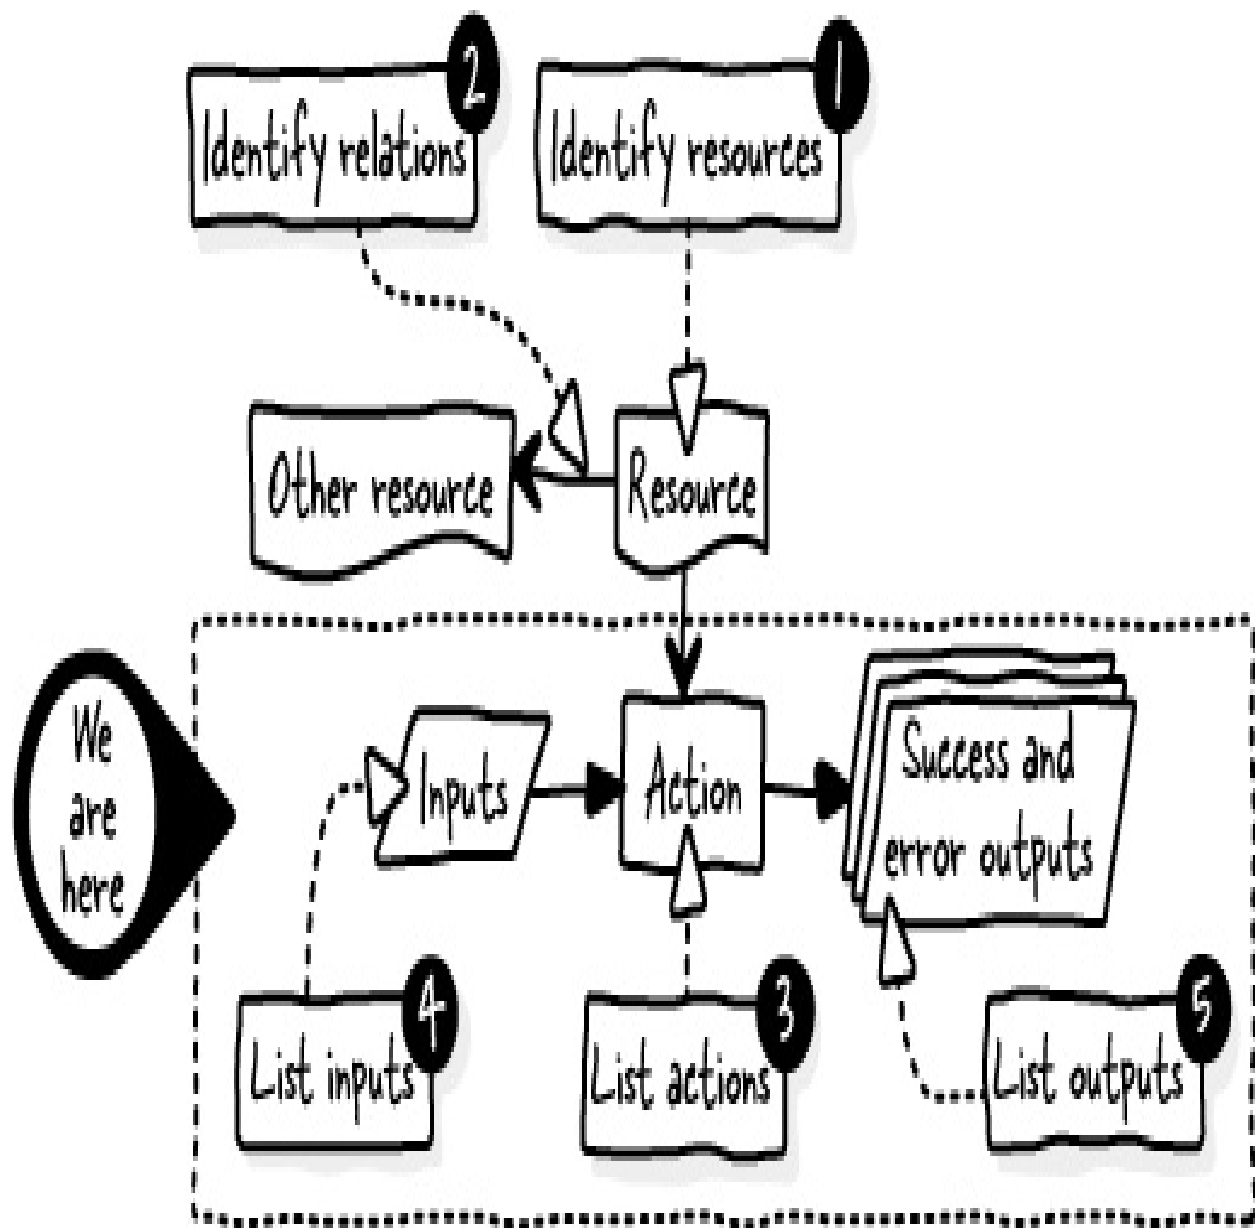 2
1
Identify relations
Identify resources
Other resource
Resource
We
are
here
Inputs
Action
Success and
error outputs
4
3
5
List inputs
List actions
List outputs